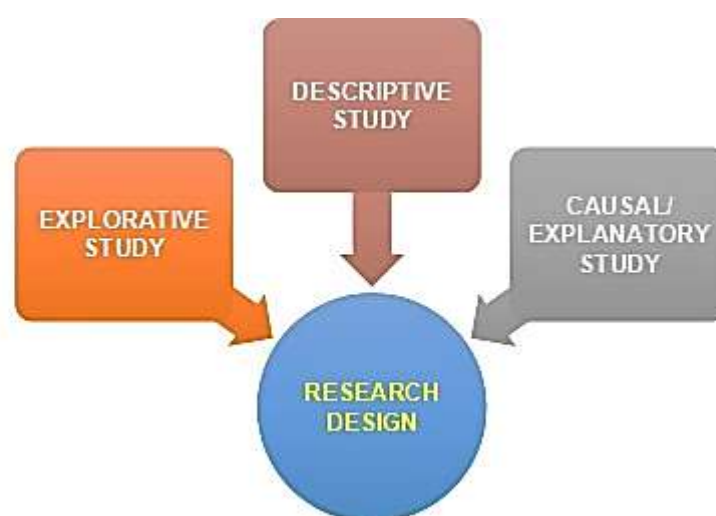 DESCRIPTIVE
STUDY
EXPLORATIVE
STUDY
CAUSAL/
EXPLANATORY
STUDY
RESEARCH
DESIGN